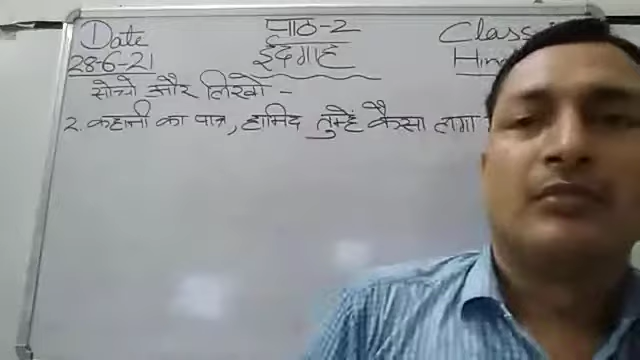 Date
28-6-21
पाठ-2
ईदगाह
Class
सोचो और लिखो -
2. कहानी का पात्र, हामिद तुम्हें कैसा लगा